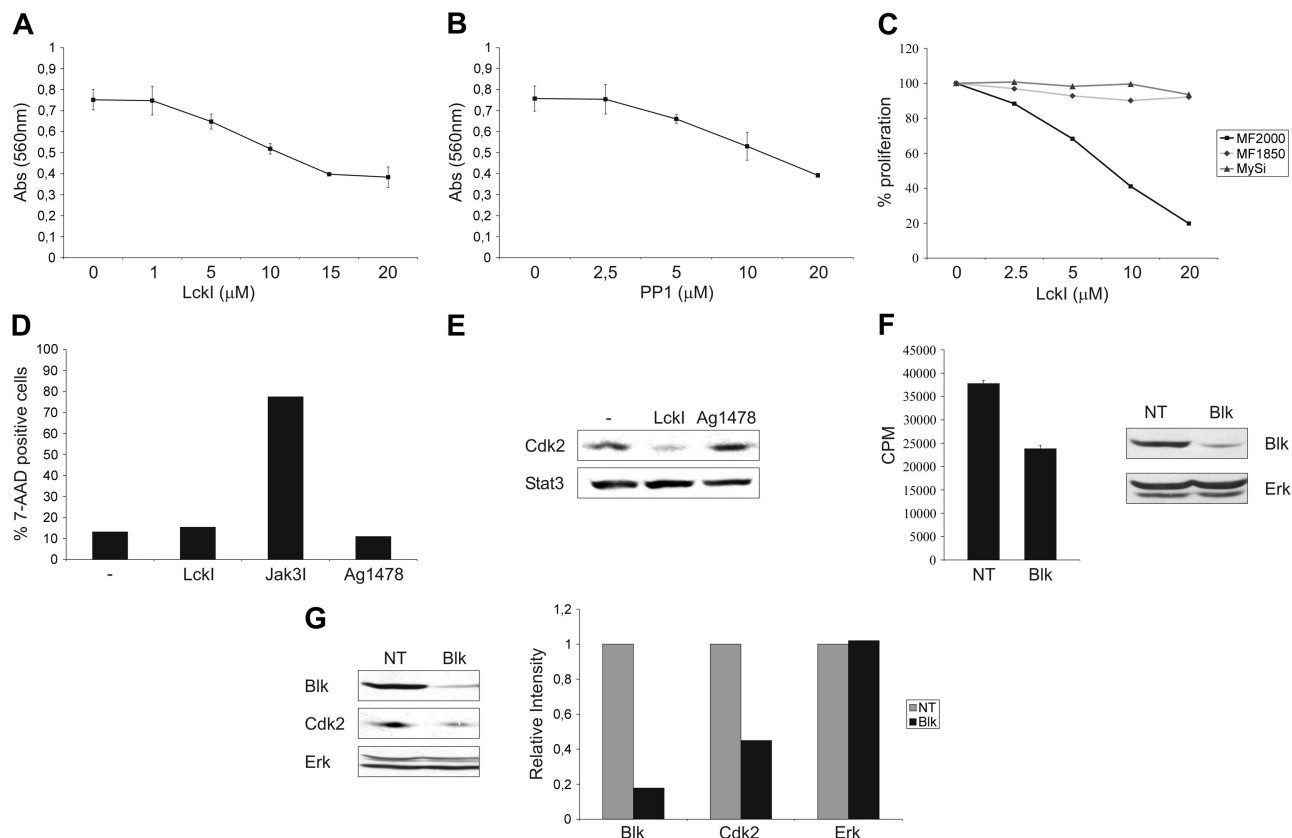 A
Abs (560nm)
1
0,9
0,8
0,7
0,6
0,5
0,4
0,3
0,2
0,1
0
0 1 5 10 15 20
LckI (µM)
B
Abs (560nm)
1
0,9
0,8
0,7
0,6
0,5
0,4
0,3
0,2
0,1
0
0 2,5 5 10 20
PP1 (µM)
C
% proliferation
120
100
80
60
40
20
0
0 2.5 5 10 20
LckI (µM)
MF2000
MF1850
MySi
D
% 7-AAD positive cells
100
90
80
70
60
50
40
30
20
10
0
- LckI Jak3I Ag1478
E
- LckI Ag1478
Cdk2
Stat3
F
CPM
45000
40000
35000
30000
25000
20000
15000
10000
5000
0
NT Blk
NT Blk
Blk
Erk
G
NT Blk
Blk
Cdk2
Erk
Relative Intensity
1,2
1
0,8
0,6
0,4
0,2
0
Blk Cdk2 Erk
NT
Blk